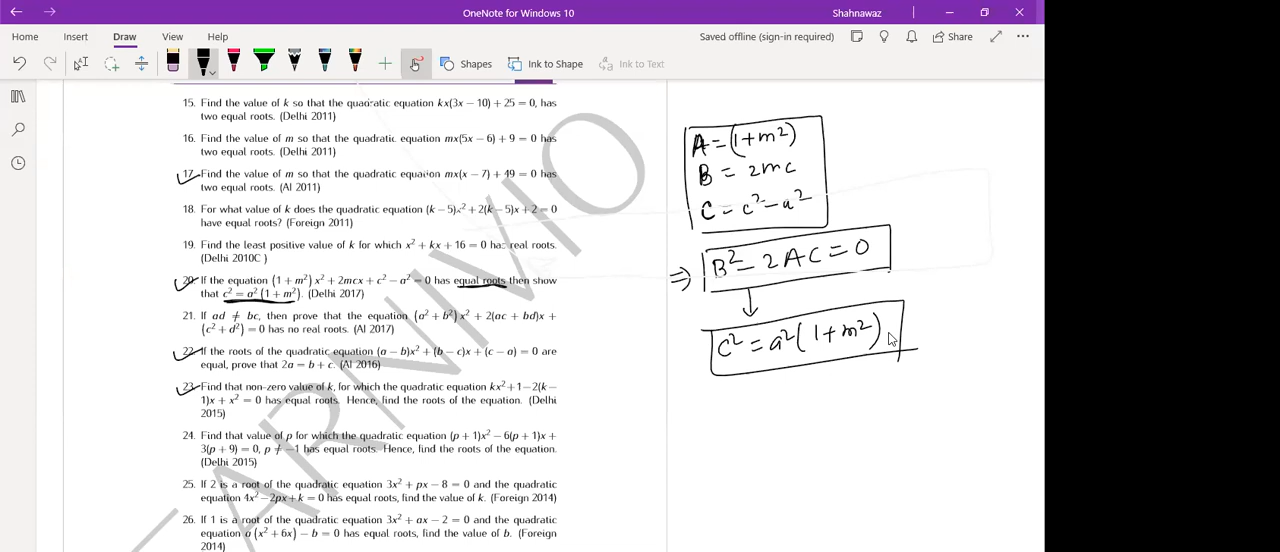 OneNote for Windows 10
Shahnawaz
Home Insert Draw View Help
Saved offline (sign-in required) Share
Shapes Ink to Shape Ink to Text
15. Find the value of k so that the quadratic equation kx(3x − 10) + 25 = 0, has
two equal roots. (Delhi 2011)
16. Find the value of m so that the quadratic equation mx(5x − 6) + 9 = 0 has
two equal roots. (Delhi 2011)
17. Find the value of m so that the quadratic equation mx(x − 7) + 49 = 0 has
two equal roots. (AI 2011)
18. For what value of k does the quadratic equation (k − 5)x² + 2(k − 5)x + 2 = 0
have equal roots? (Foreign 2011)
19. Find the least positive value of k for which x² + kx + 16 = 0 has real roots.
(Delhi 2010C )
20. If the equation (1 + m²) x² + 2mcx + c² − a² = 0 has equal roots then show
that c² = a² (1 + m²). (Delhi 2017)
21. If ad ≠ bc, then prove that the equation (a² + b²) x² + 2(ac + bd)x +
(c² + d²) = 0 has no real roots. (AI 2017)
22. If the roots of the quadratic equation (a − b)x² + (b − c)x + (c − a) = 0 are
equal, prove that 2a = b + c. (AI 2016)
23. Find that non-zero value of k, for which the quadratic equation kx² + 1 − 2(k −
1)x + x² = 0 has equal roots. Hence, find the roots of the equation. (Delhi
2015)
24. Find that value of p for which the quadratic equation (p + 1)x² − 6(p + 1)x +
3(p + 9) = 0, p ≠ −1 has equal roots. Hence, find the roots of the equation.
(Delhi 2015)
25. If 2 is a root of the quadratic equation 3x² + px − 8 = 0 and the quadratic
equation 4x² − 2px + k = 0 has equal roots, find the value of k. (Foreign 2014)
26. If 1 is a root of the quadratic equation 3x² + ax − 2 = 0 and the quadratic
equation a (x² + 6x) − b = 0 has equal roots, find the value of b. (Foreign
2014)
TARNIVIO
A = (1 + m²)
B = 2mc
C = c² − a²
⇒ B² − 2AC = 0
↓
c² = a² (1 + m²)